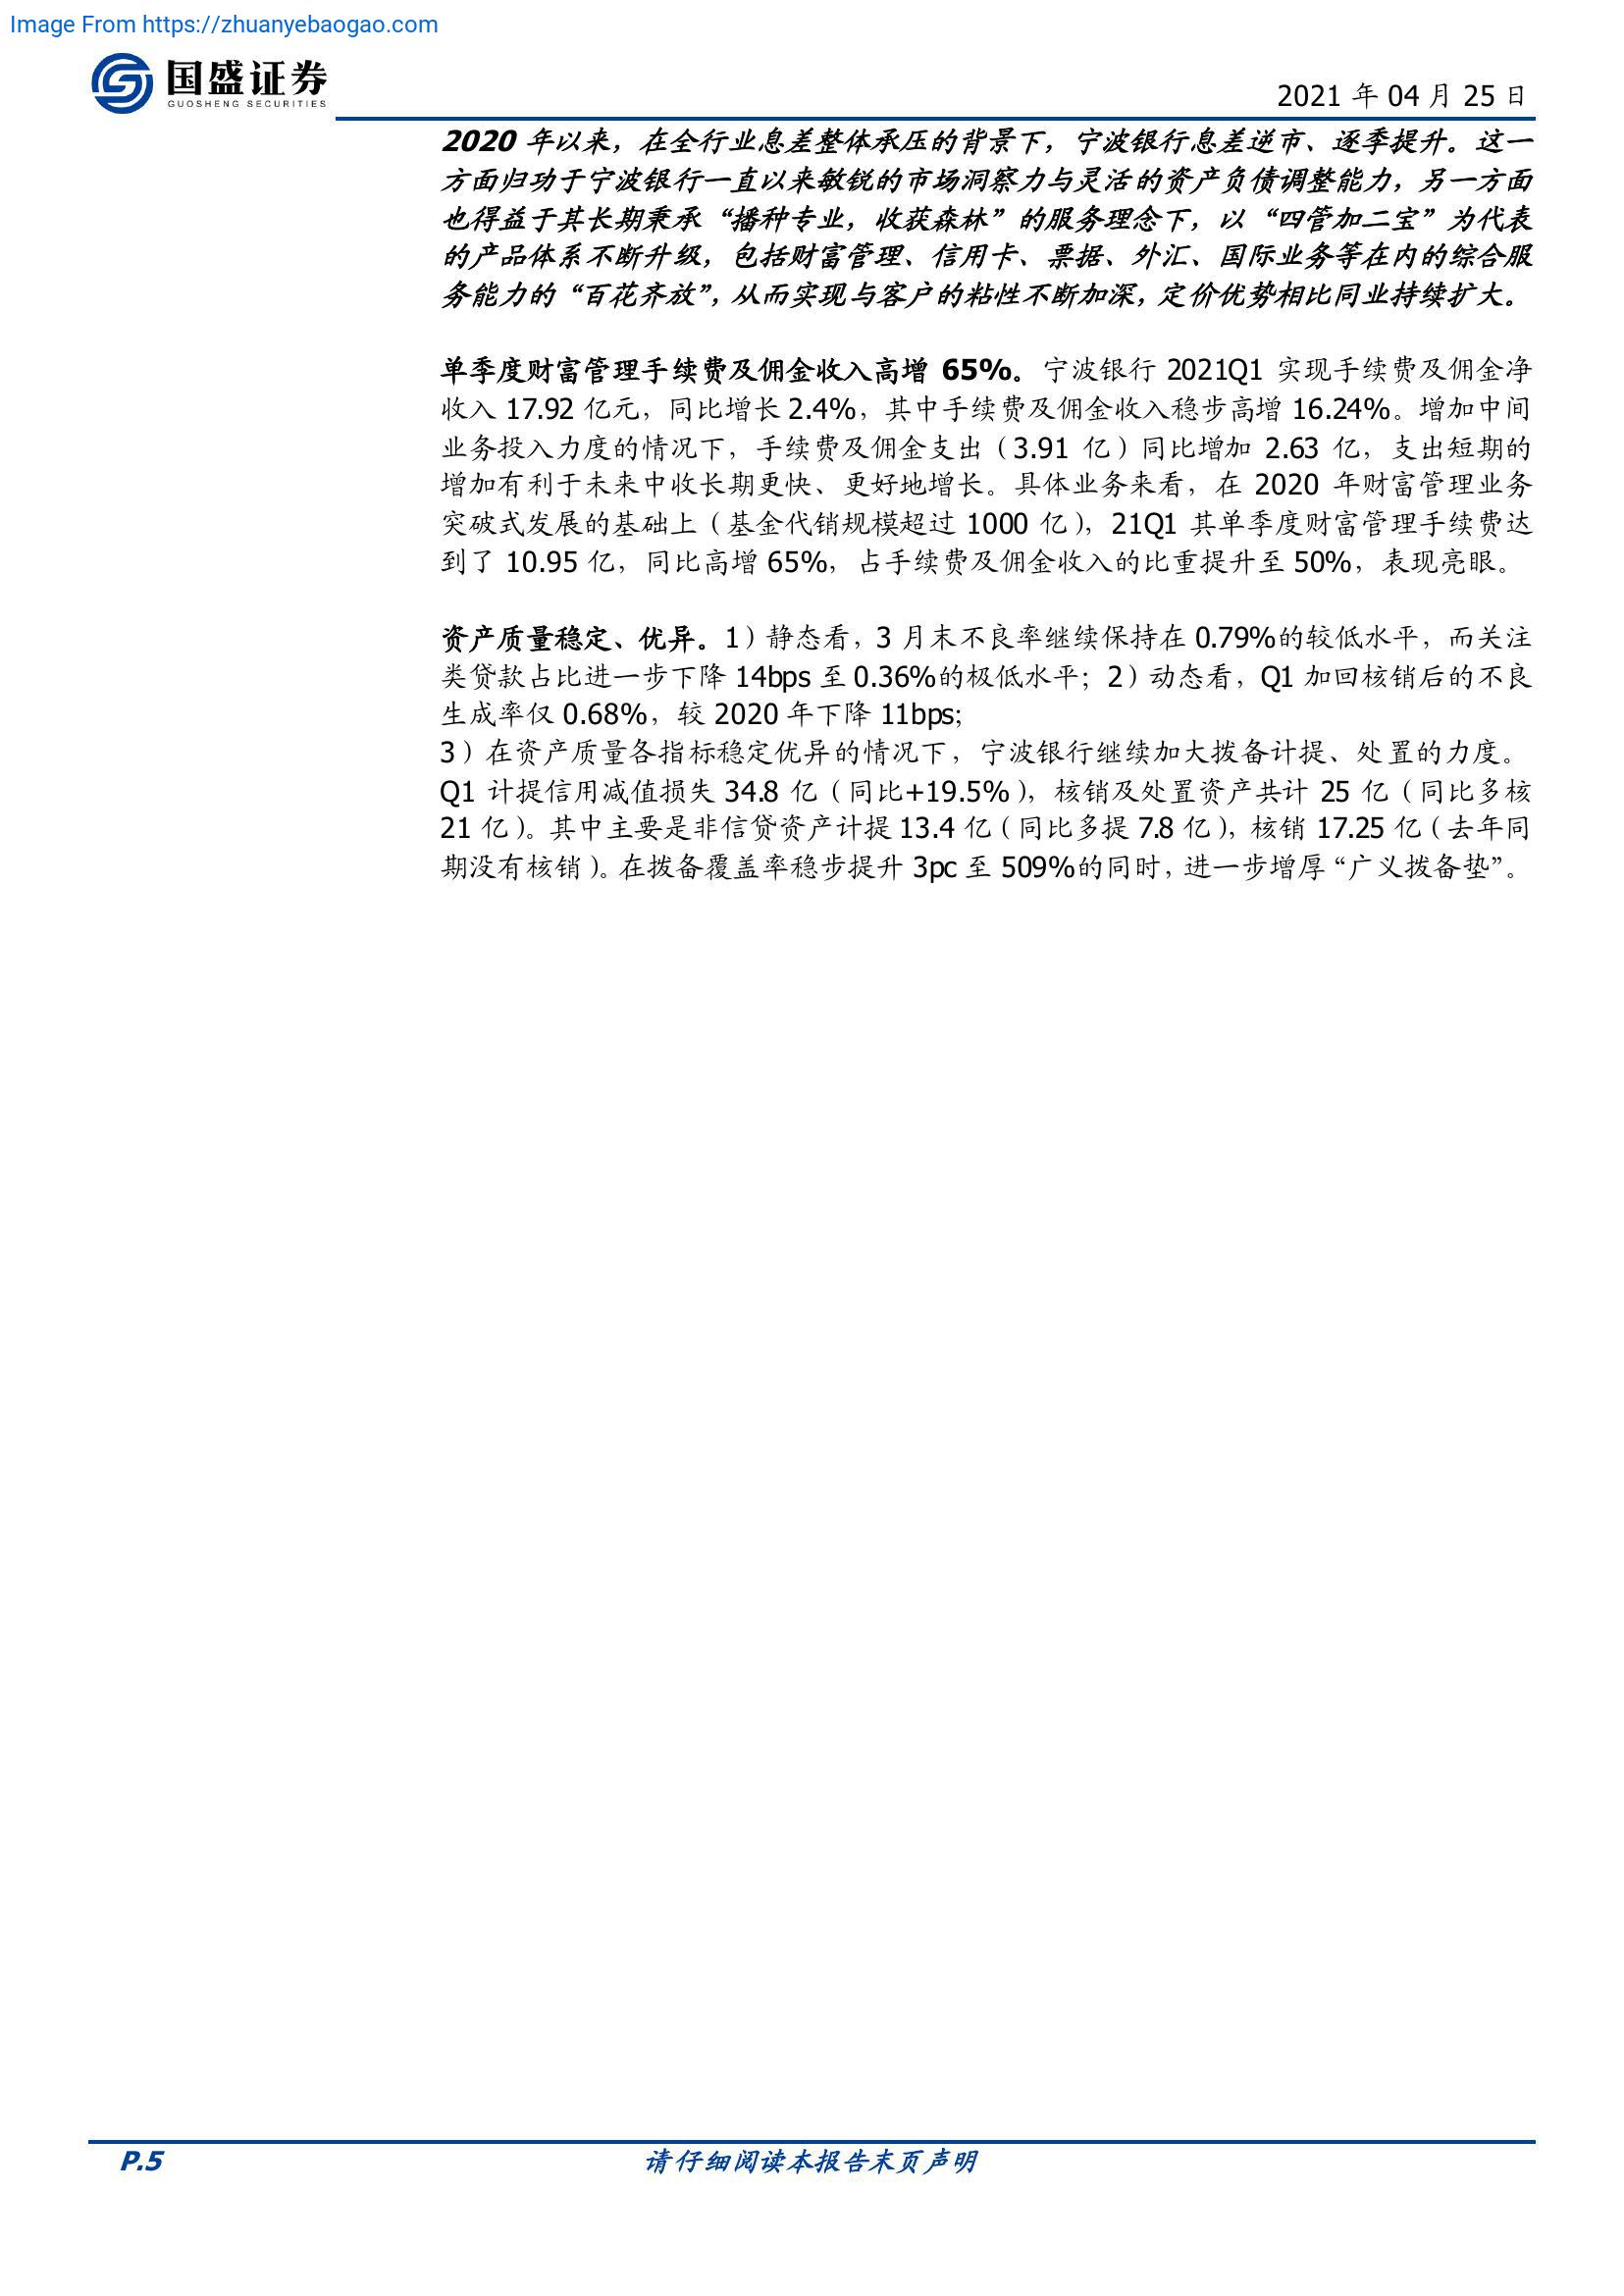 Image From https://zhuanyebaogao.com
国盛证券
GUOSHENG SECURITIES
2021 年 04 月 25 日
2020 年以来，在全行业息差整体承压的背景下，宁波银行息差逆市、逐季提升。这一
方面归功于宁波银行一直以来敏锐的市场洞察力与灵活的资产负债调整能力，另一方面
也得益于其长期秉承“播种专业，收获森林”的服务理念下，以“四管加二宝”为代表
的产品体系不断升级，包括财富管理、信用卡、票据、外汇、国际业务等在内的综合服
务能力的“百花齐放”，从而实现与客户的粘性不断加深，定价优势相比同业持续扩大。
单季度财富管理手续费及佣金收入高增 65%。宁波银行 2021Q1 实现手续费及佣金净
收入 17.92 亿元，同比增长 2.4%，其中手续费及佣金收入稳步高增 16.24%。增加中间
业务投入力度的情况下，手续费及佣金支出（3.91 亿）同比增加 2.63 亿，支出短期的
增加有利于未来中收长期更快、更好地增长。具体业务来看，在 2020 年财富管理业务
突破式发展的基础上（基金代销规模超过 1000 亿），21Q1 其单季度财富管理手续费达
到了 10.95 亿，同比高增 65%，占手续费及佣金收入的比重提升至 50%，表现亮眼。
资产质量稳定、优异。1）静态看，3 月末不良率继续保持在 0.79%的较低水平，而关注
类贷款占比进一步下降 14bps 至 0.36%的极低水平；2）动态看，Q1 加回核销后的不良
生成率仅 0.68%，较 2020 年下降 11bps;
3）在资产质量各指标稳定优异的情况下，宁波银行继续加大拨备计提、处置的力度。
Q1 计提信用减值损失 34.8 亿（同比+19.5%），核销及处置资产共计 25 亿（同比多核
21 亿）。其中主要是非信贷资产计提 13.4 亿（同比多提 7.8 亿），核销 17.25 亿（去年同
期没有核销）。在拨备覆盖率稳步提升 3pc 至 509%的同时，进一步增厚“广义拨备垫”。
P.5
请仔细阅读本报告末页声明